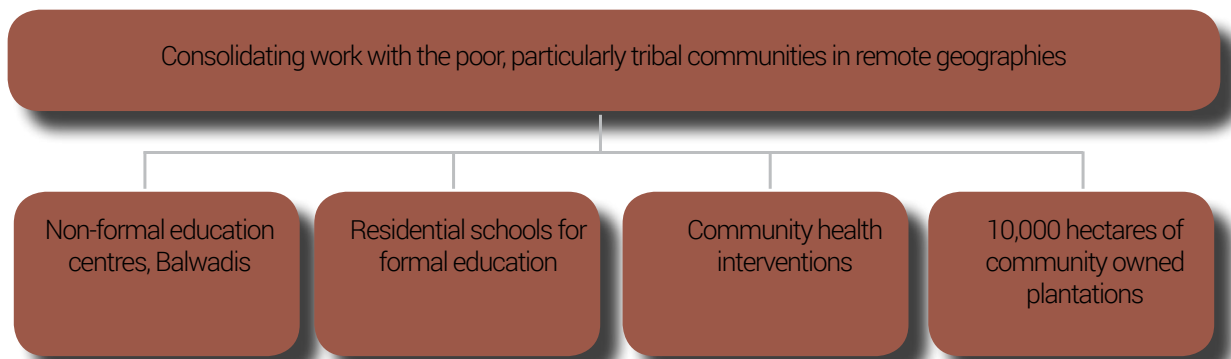 Consolidating work with the poor, particularly tribal communities in remote geographies
Non-formal education
centres, Balwadis
Residential schools for
formal education
Community health
interventions
10,000 hectares of
community owned
plantations